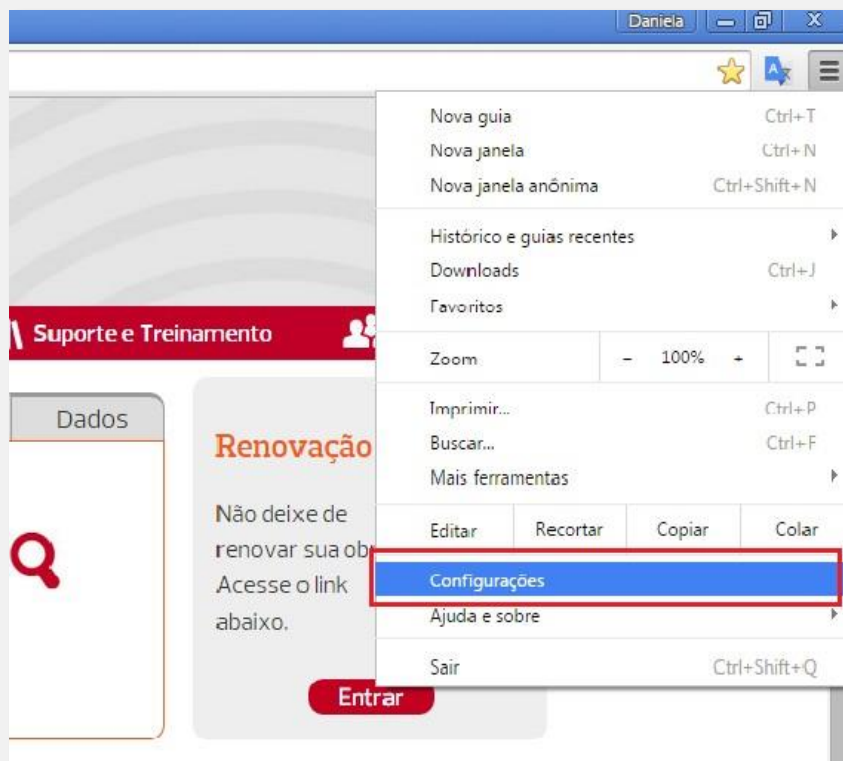 Daniela
Nova guia Ctrl+T
Nova janela Ctrl+N
Nova janela anônima Ctrl+Shift+N
Histórico e guias recentes
Downloads Ctrl+J
Favoritos
Zoom - 100% +
Imprimir... Ctrl+P
Buscar... Ctrl+F
Mais ferramentas
Editar Recortar Copiar Colar
Configurações
Ajuda e sobre
Sair Ctrl+Shift+Q
Suporte e Treinamento
Dados
Renovação
Não deixe de
renovar sua
Acesse o link
abaixo.
Entrar